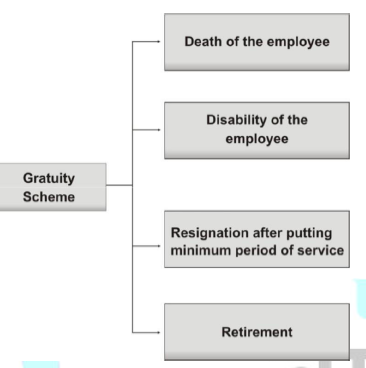 Death of the employee
Disability of the
employee
Gratuity
Scheme
Resignation after putting
minimum period of service
Retirement